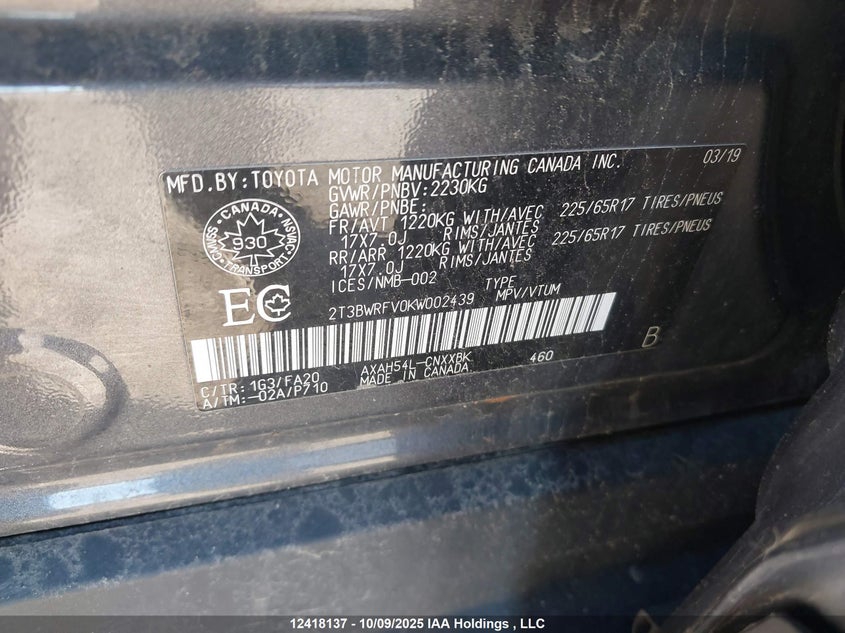 MFD.BY:TOYOTA MOTOR MANUFACTURING CANADA INC. 03/19
GVWR/PNBV:2230KG
GAWR/PNBE:
FR/AVT 1220KG WITH/AVEC 225/65R17 TIRES/PNEUS
17X7.0J RIMS/JANTES
RR/ARR 1220KG WITH/AVEC 225/65R17 TIRES/PNEUS
17X7.0J RIMS/JANTES
ICES/NMB-002 TYPE
MPV/VTUM
CANADA
CMVSS 930 NSVAC
TRANSPORT
EC
2T3BWRFV0KW002439
B
C/TR: 1G3/FA20 AXAH54L-CNXXBK 460
A/TM:-02A/P710 MADE IN CANADA
12418137 - 10/09/2025 IAA Holdings, LLC